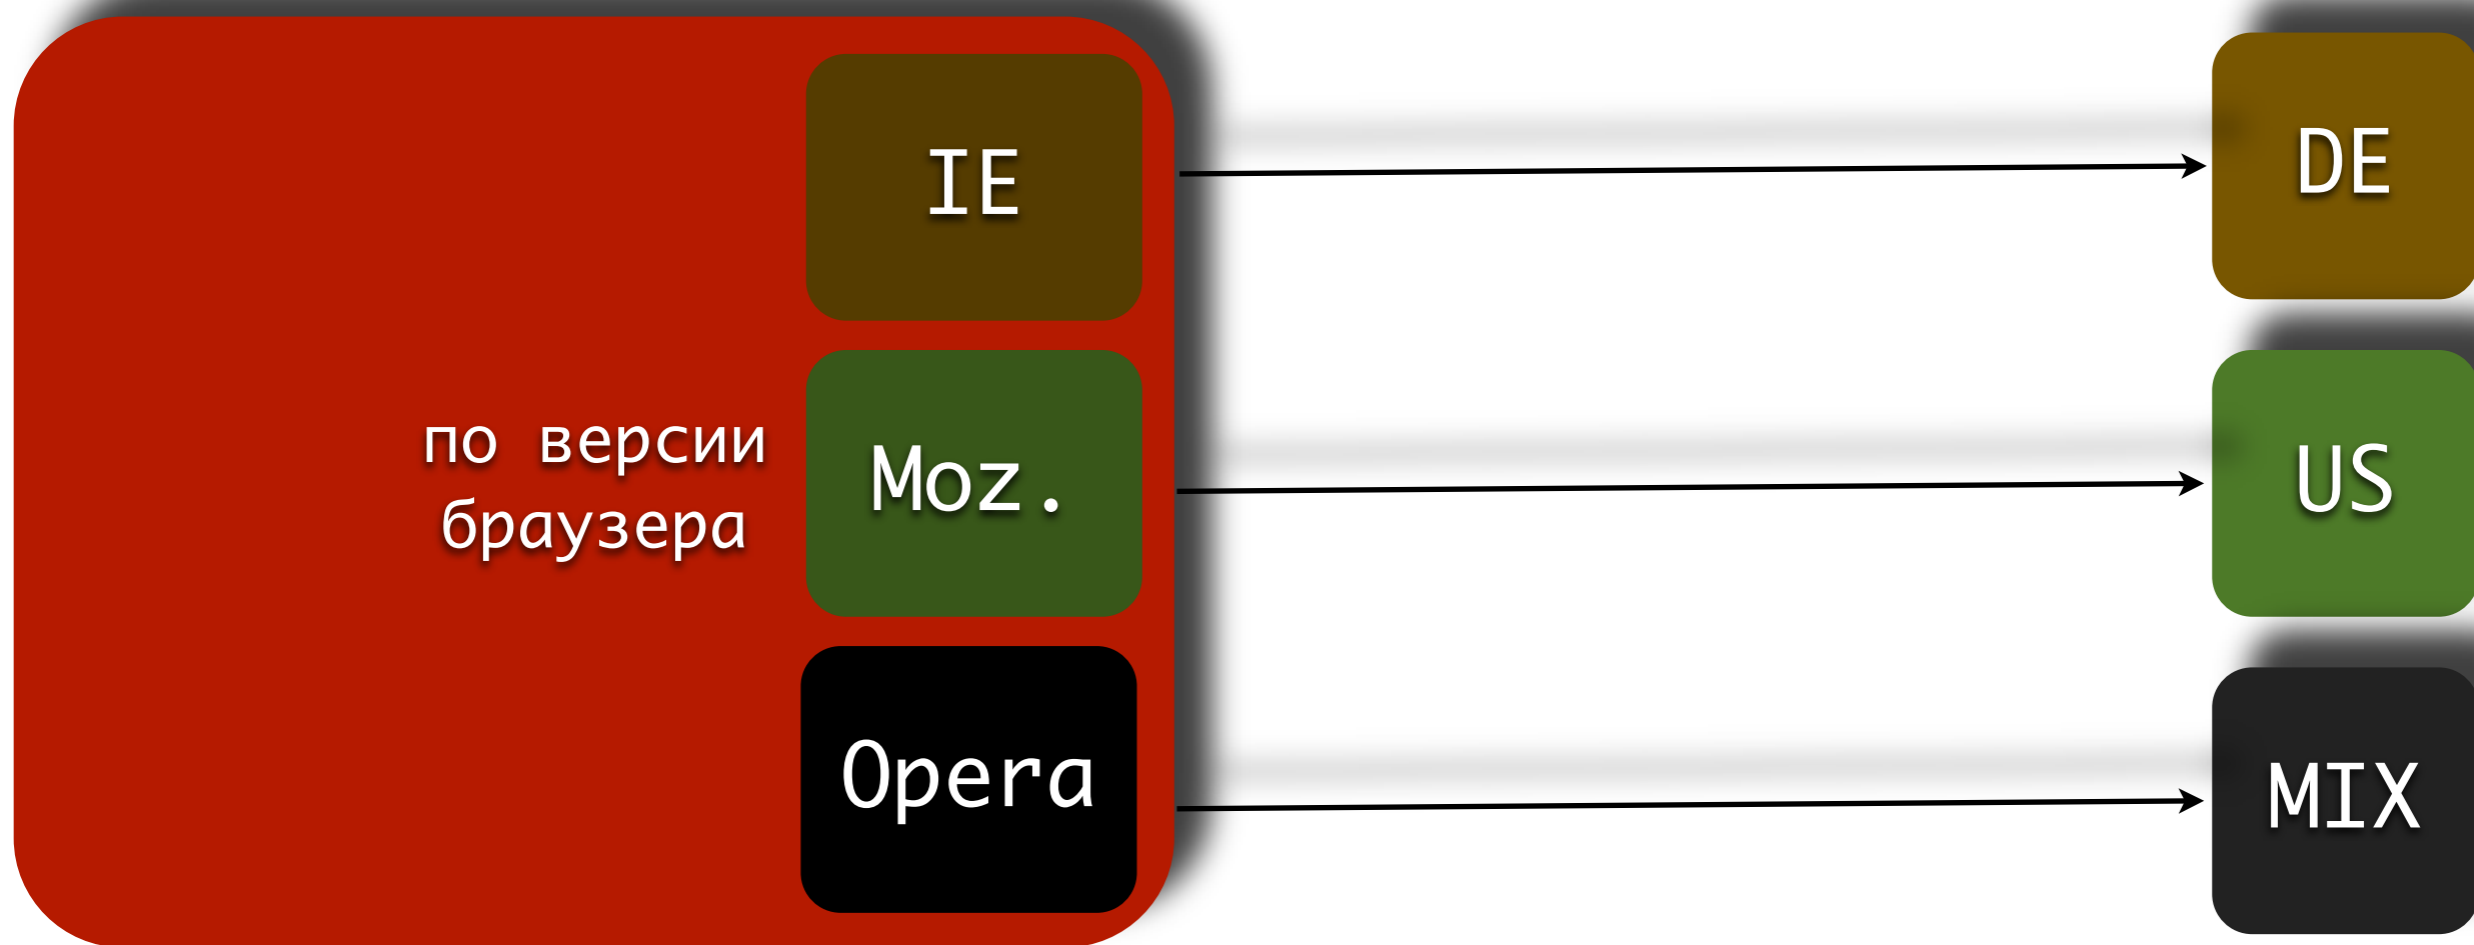 IE
DE
по версии
браузера
Moz.
US
Opera
MIX